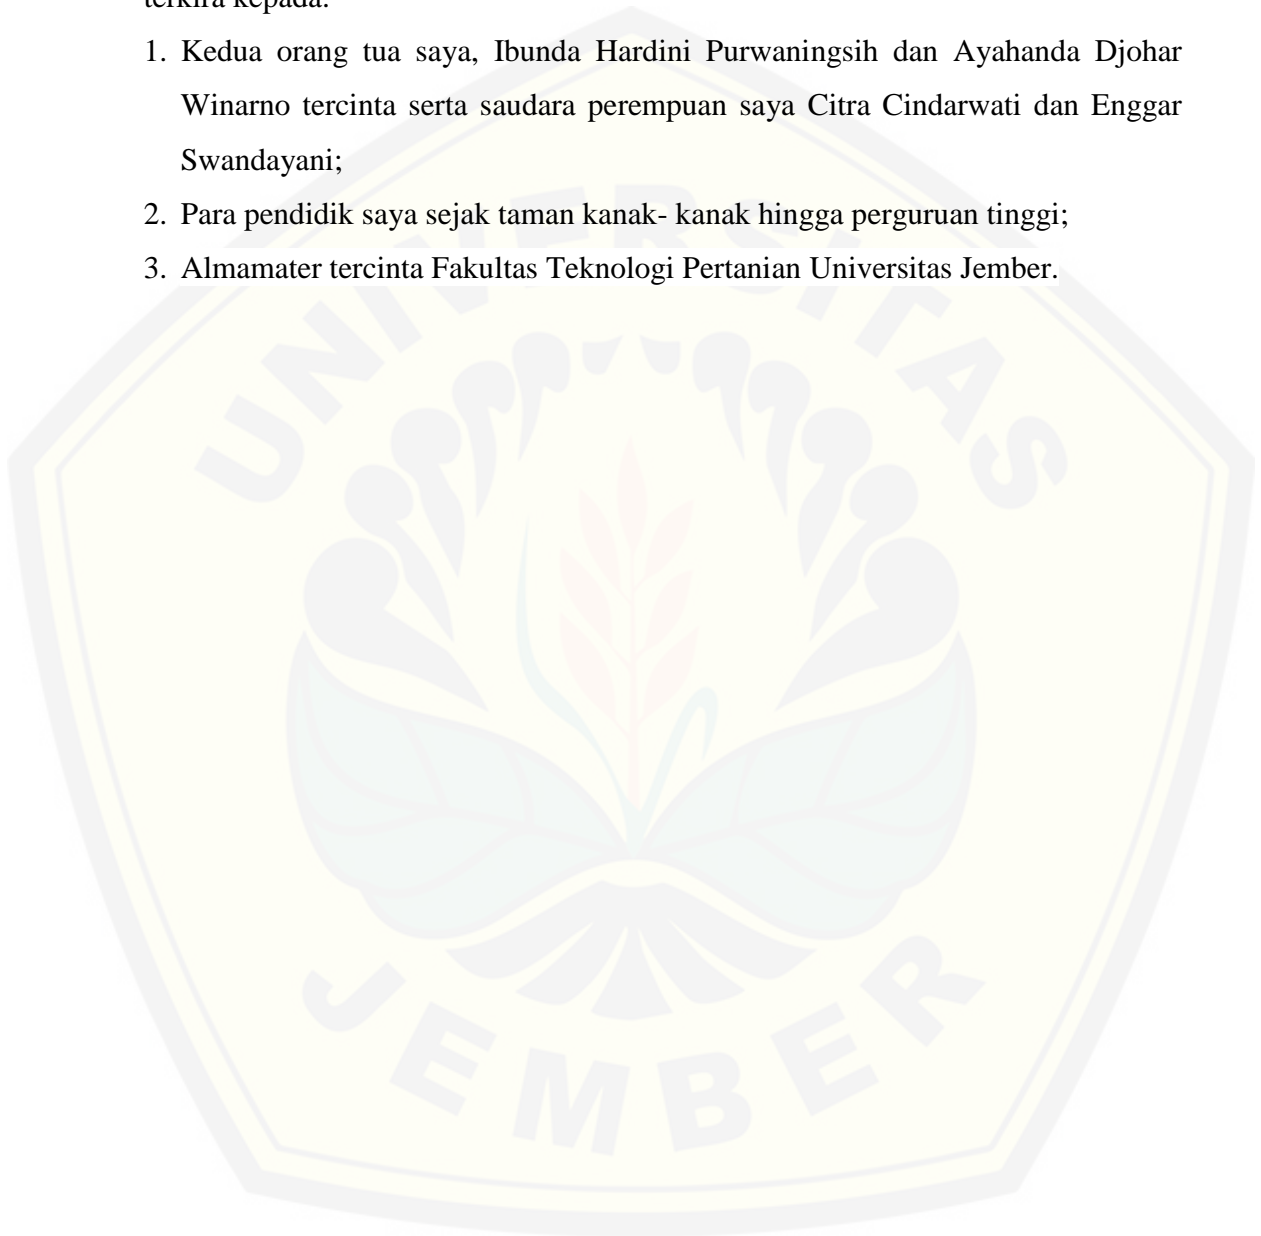 terkira kepada:
1. Kedua orang tua saya, Ibunda Hardini Purwaningsih dan Ayahanda Djohar
Winarno tercinta serta saudara perempuan saya Citra Cindarwati dan Enggar
Swandayani;
2. Para pendidik saya sejak taman kanak- kanak hingga perguruan tinggi;
3. Almamater tercinta Fakultas Teknologi Pertanian Universitas Jember.
UNIVERSITAS
JEMBER